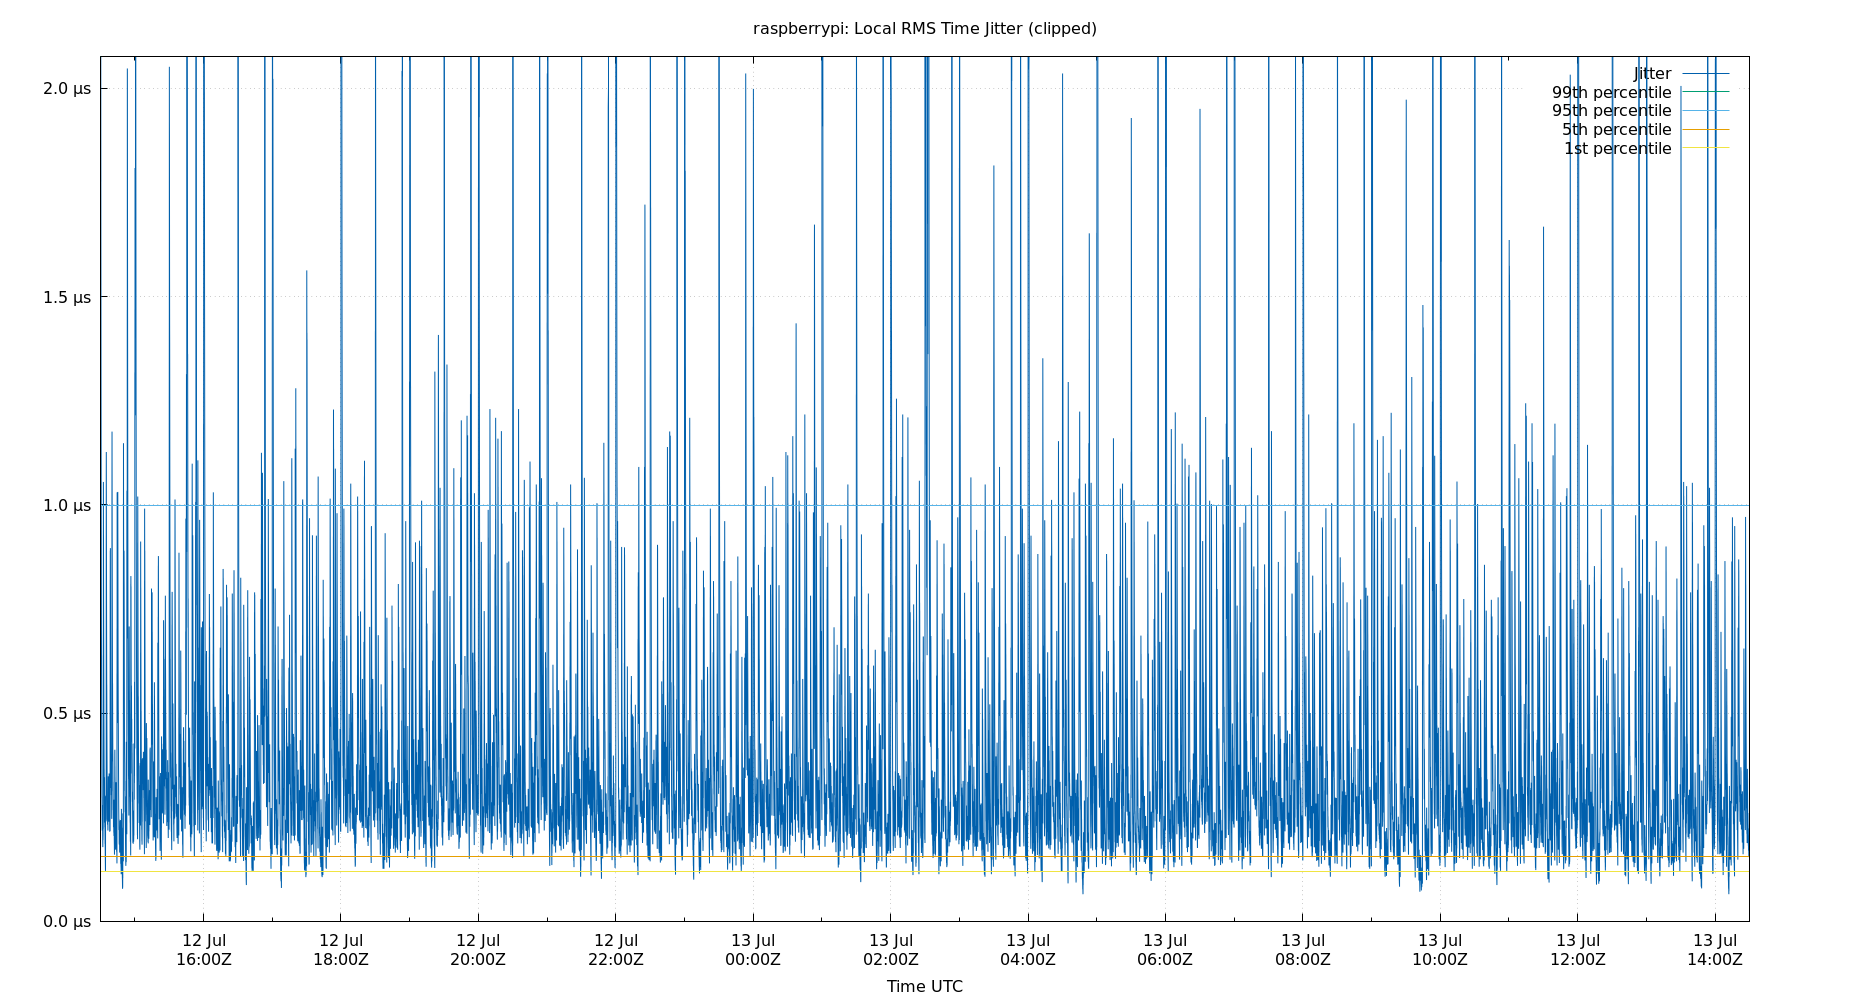 raspberrypi: Local RMS Time Jitter (clipped)
Jitter
99th percentile
95th percentile
5th percentile
1st percentile
2.0 µs
1.5 µs
1.0 µs
0.5 µs
0.0 µs
12 Jul 12 Jul 12 Jul 12 Jul 13 Jul 13 Jul 13 Jul 13 Jul 13 Jul 13 Jul 13 Jul 13 Jul
16:00Z 18:00Z 20:00Z 22:00Z 00:00Z 02:00Z 04:00Z 06:00Z 08:00Z 10:00Z 12:00Z 14:00Z
Time UTC